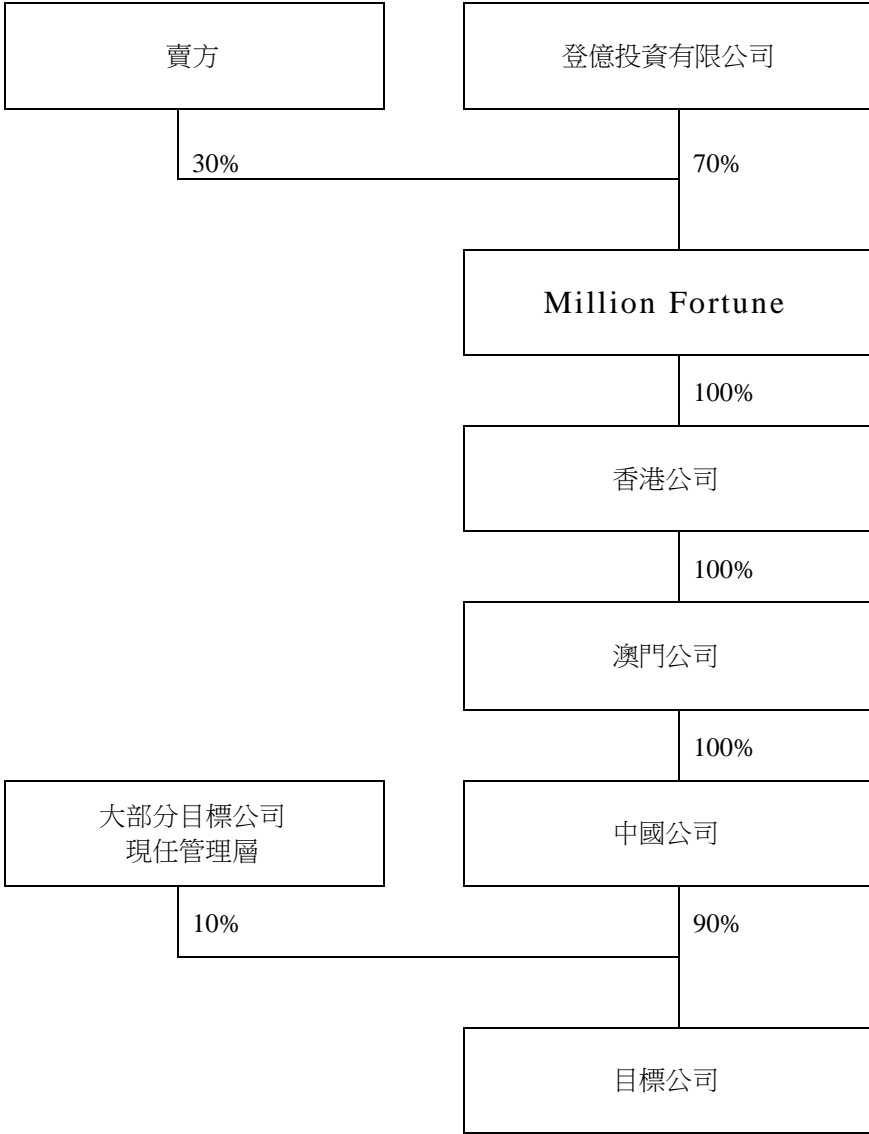 賣方
登億投資有限公司
30%
70%
Million Fortune
100%
香港公司
100%
澳門公司
100%
大部分目標公司
現任管理層
中國公司
10%
90%
目標公司